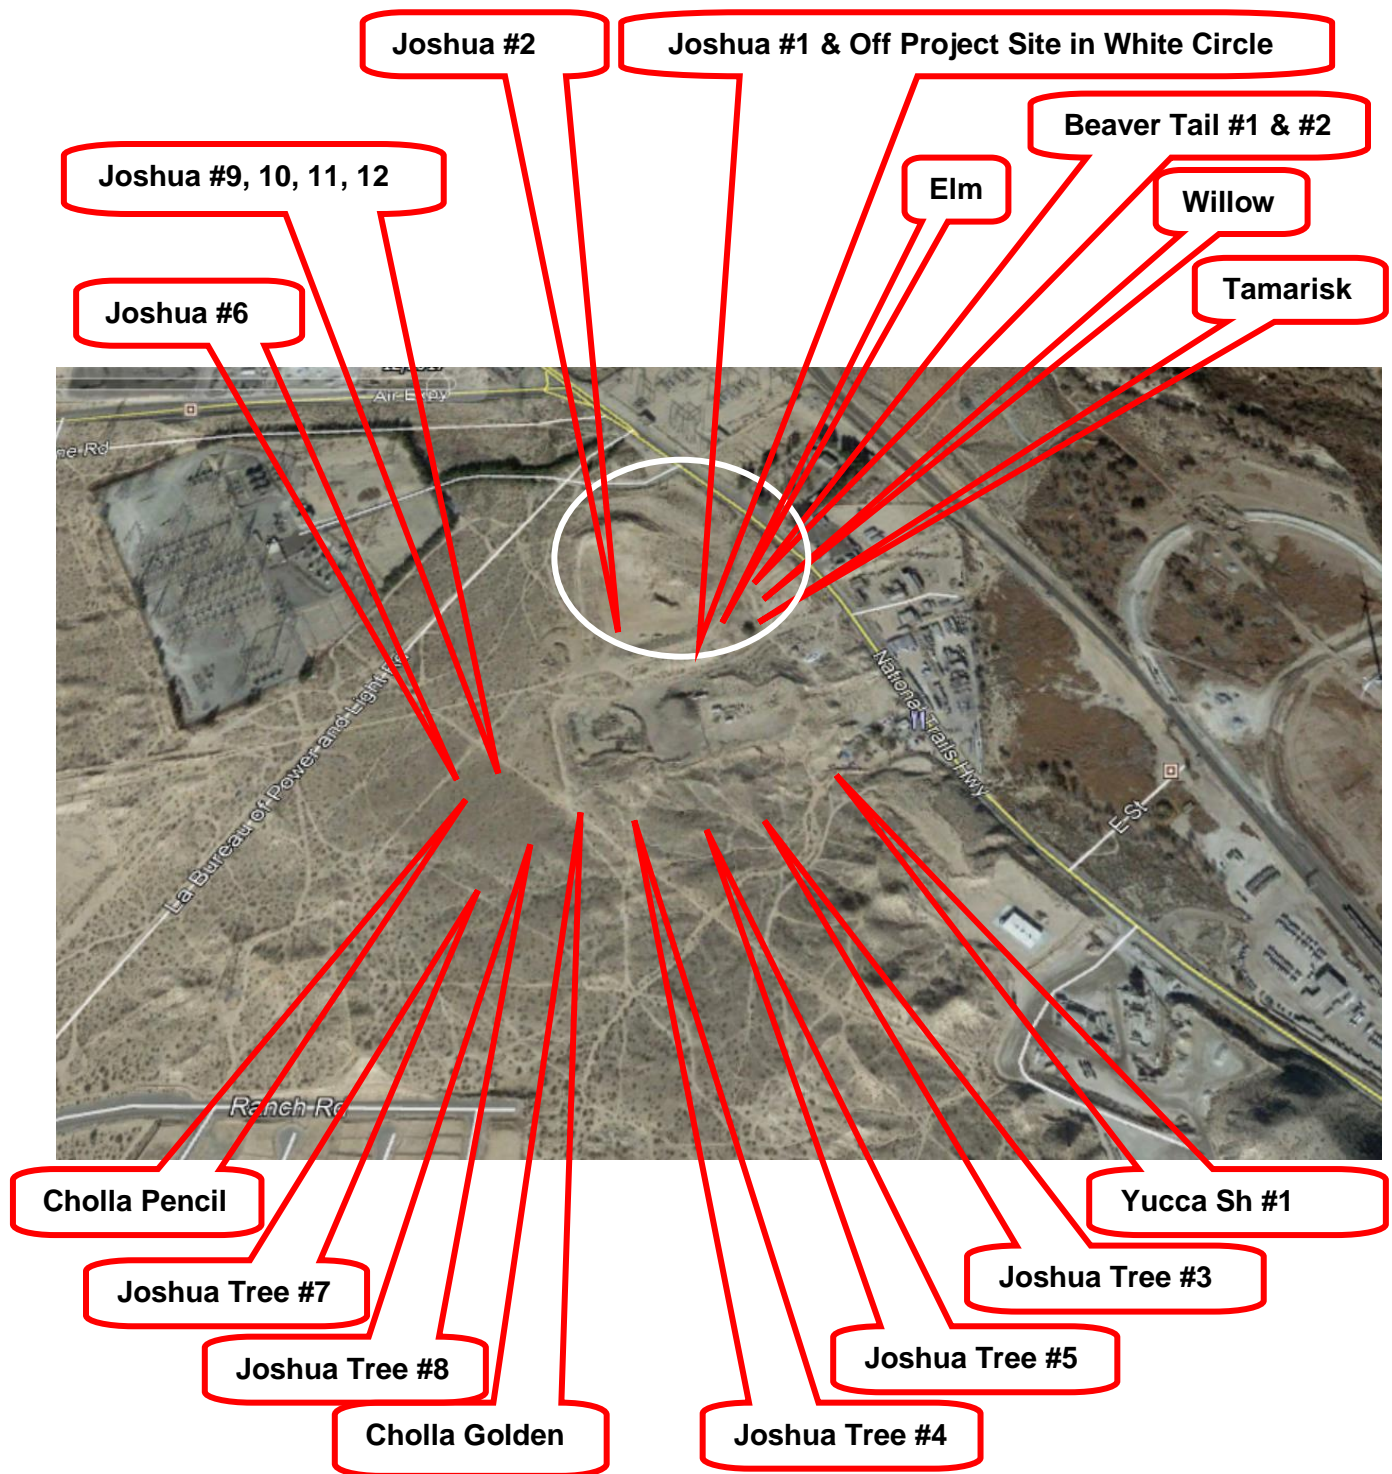 Joshua #2
Joshua #1 & Off Project Site in White Circle
Beaver Tail #1 & #2
Joshua #9, 10, 11, 12
Elm
Willow
Joshua #6
Tamarisk
Air Expy
ne Rd
National Trails Hwy
La-Bureau of Power and Light Rd
E St
Ranch Rd
Cholla Pencil
Yucca Sh #1
Joshua Tree #7
Joshua Tree #3
Joshua Tree #8
Joshua Tree #5
Cholla Golden
Joshua Tree #4